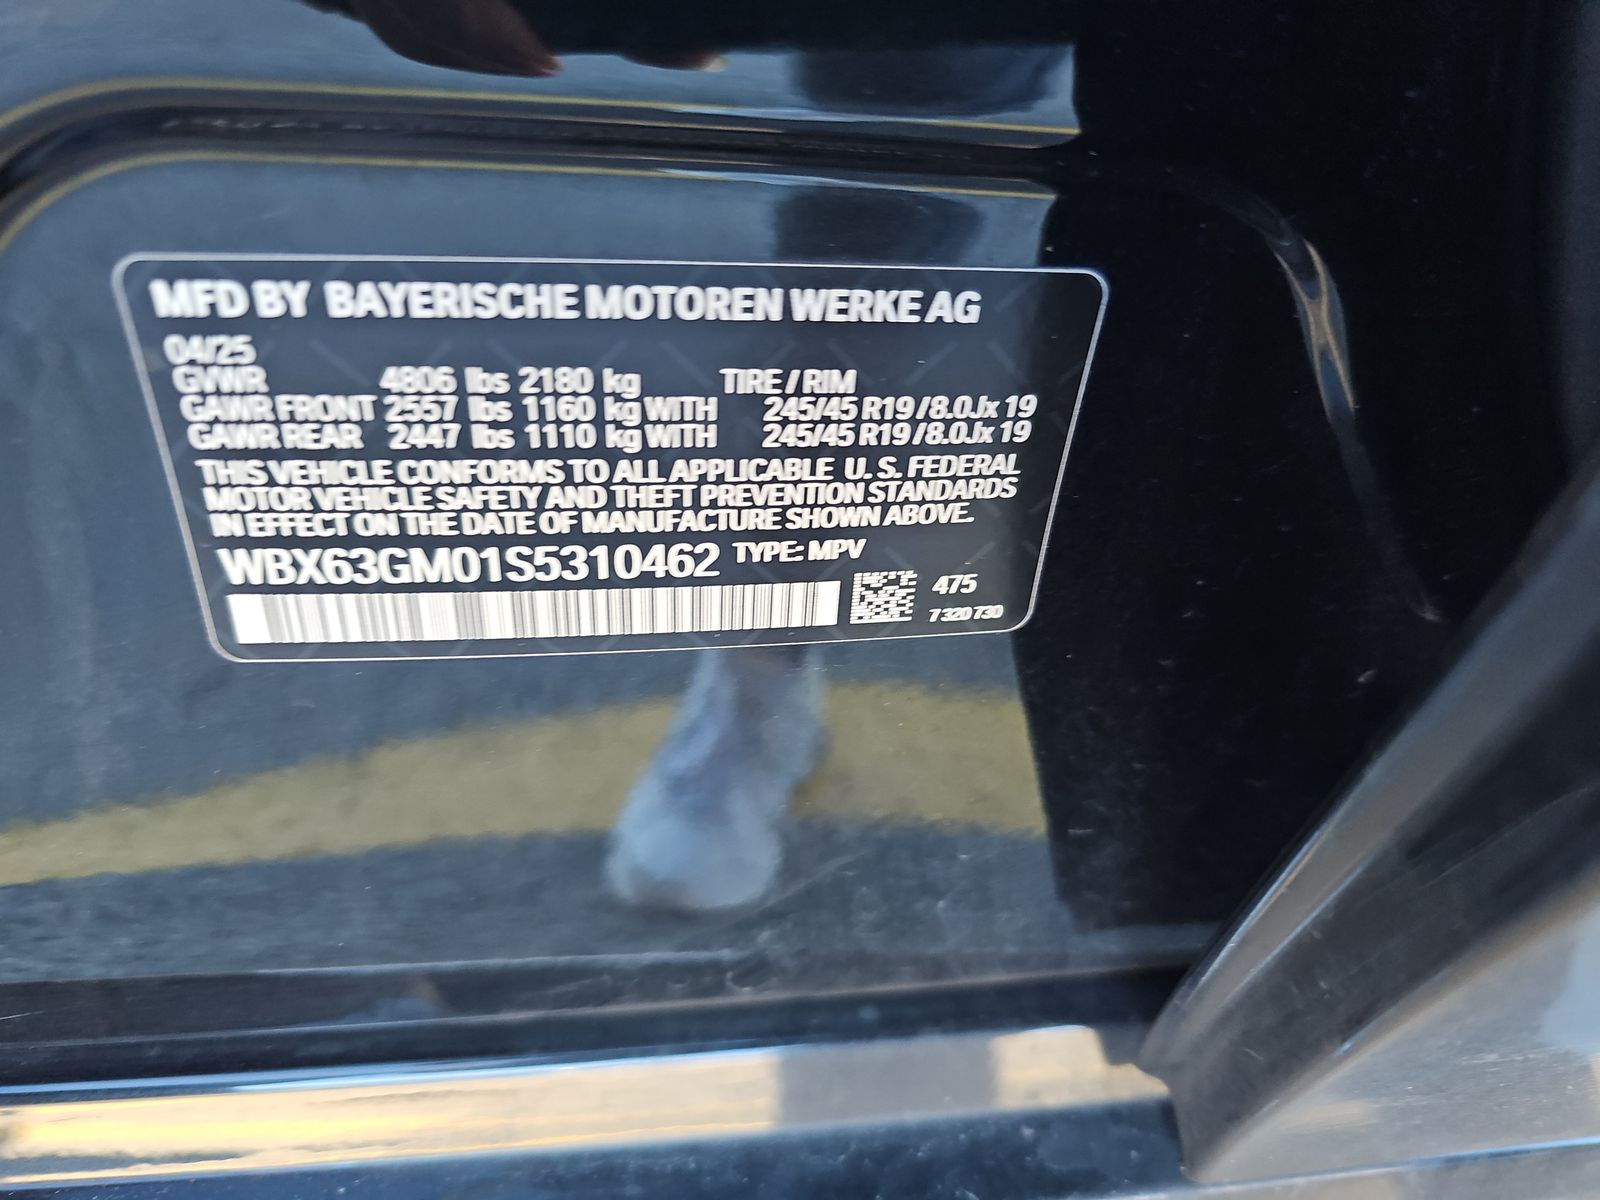 MFD BY BAYERISCHE MOTOREN WERKE AG
04/25
GVWR 4806 lbs 2180 kg TIRE / RIM
GAWR FRONT 2557 lbs 1160 kg WITH 245/45 R19 / 8.0Jx 19
GAWR REAR 2447 lbs 1110 kg WITH 245/45 R19 / 8.0Jx 19
THIS VEHICLE CONFORMS TO ALL APPLICABLE U. S. FEDERAL
MOTOR VEHICLE SAFETY AND THEFT PREVENTION STANDARDS
IN EFFECT ON THE DATE OF MANUFACTURE SHOWN ABOVE.
WBX63GM01S5310462 TYPE: MPV
475
7320730